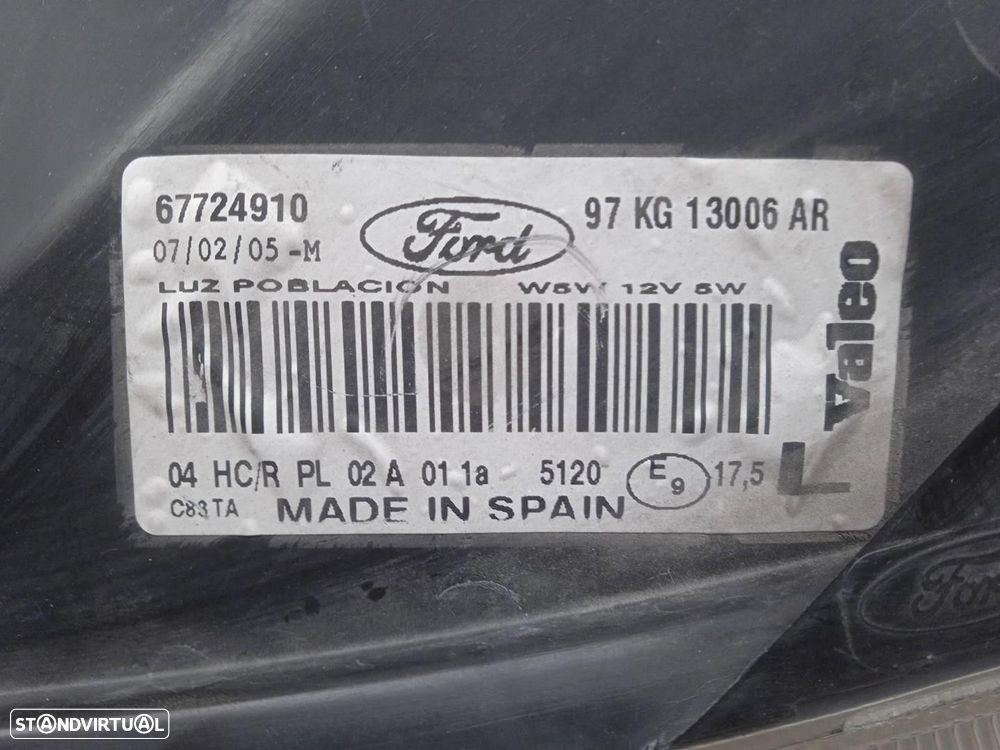 67724910 Ford 97 KG 13006 AR
07/02/05 -M
LUZ POBLACION W5W 12V 5W
Valeo
04 HC/R PL 02 A 01 1a 5120 E9 17,5 L
C83TA MADE IN SPAIN
Ford
STANDVIRTUAL